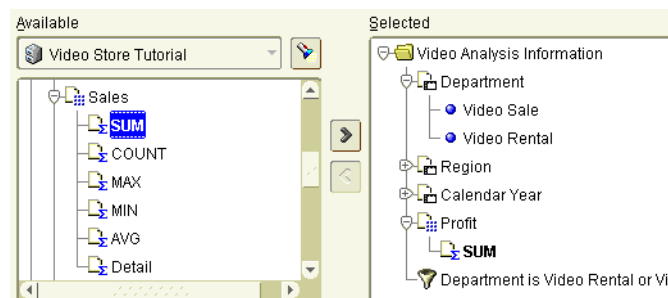 Available
Video Store Tutorial
Sales
SUM
COUNT
MAX
MIN
AVG
Detail
Selected
Video Analysis Information
Department
Video Sale
Video Rental
Region
Calendar Year
Profit
SUM
Department is Video Rental or Vi